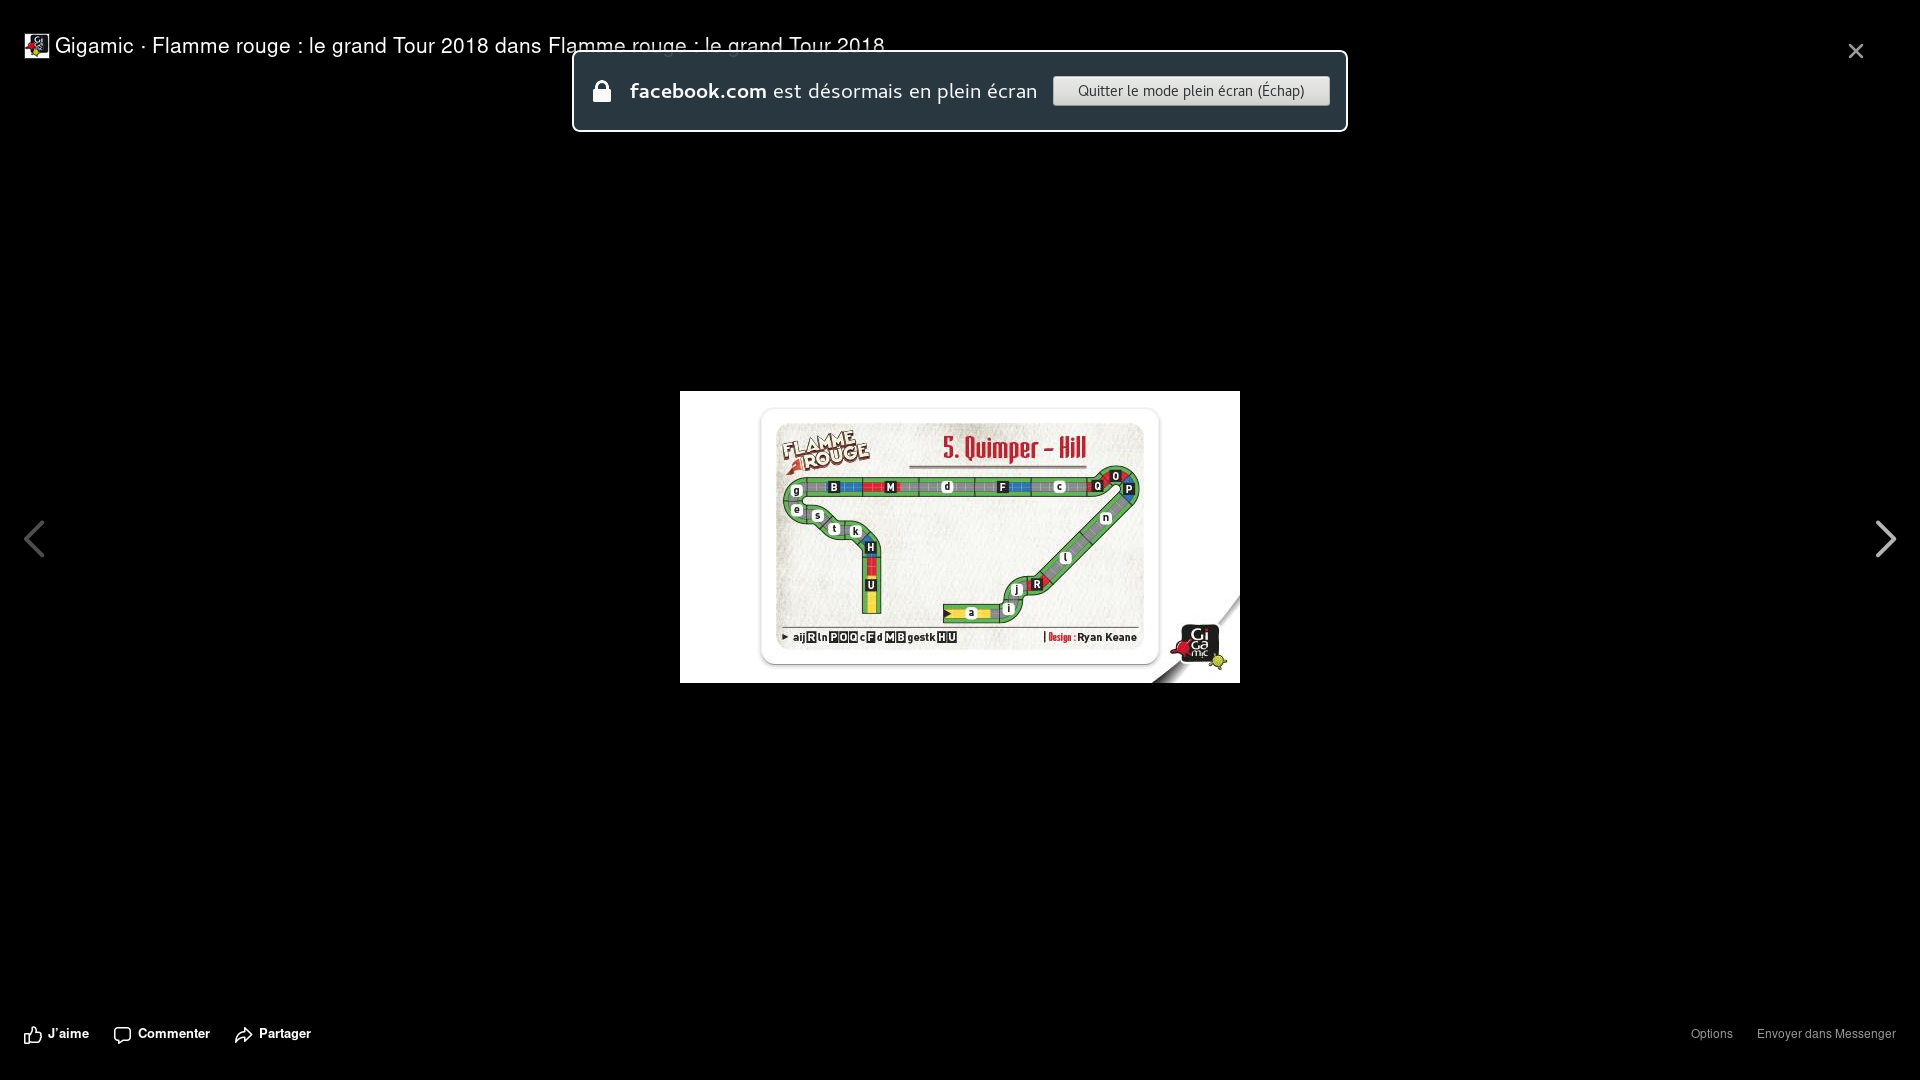 Gigamic · Flamme rouge : le grand Tour 2018 dans Flamme rouge : le grand Tour 2018
facebook.com est désormais en plein écran
Quitter le mode plein écran (Échap)
FLAMME ROUGE
5. Quimper - Hill
g B M d F c Q O P
e s t k n
H l
U j R
a i
aijRlnPOQcFdMBgestkHU
Design : Ryan Keane
GiGamic
J'aime Commenter Partager
Options Envoyer dans Messenger